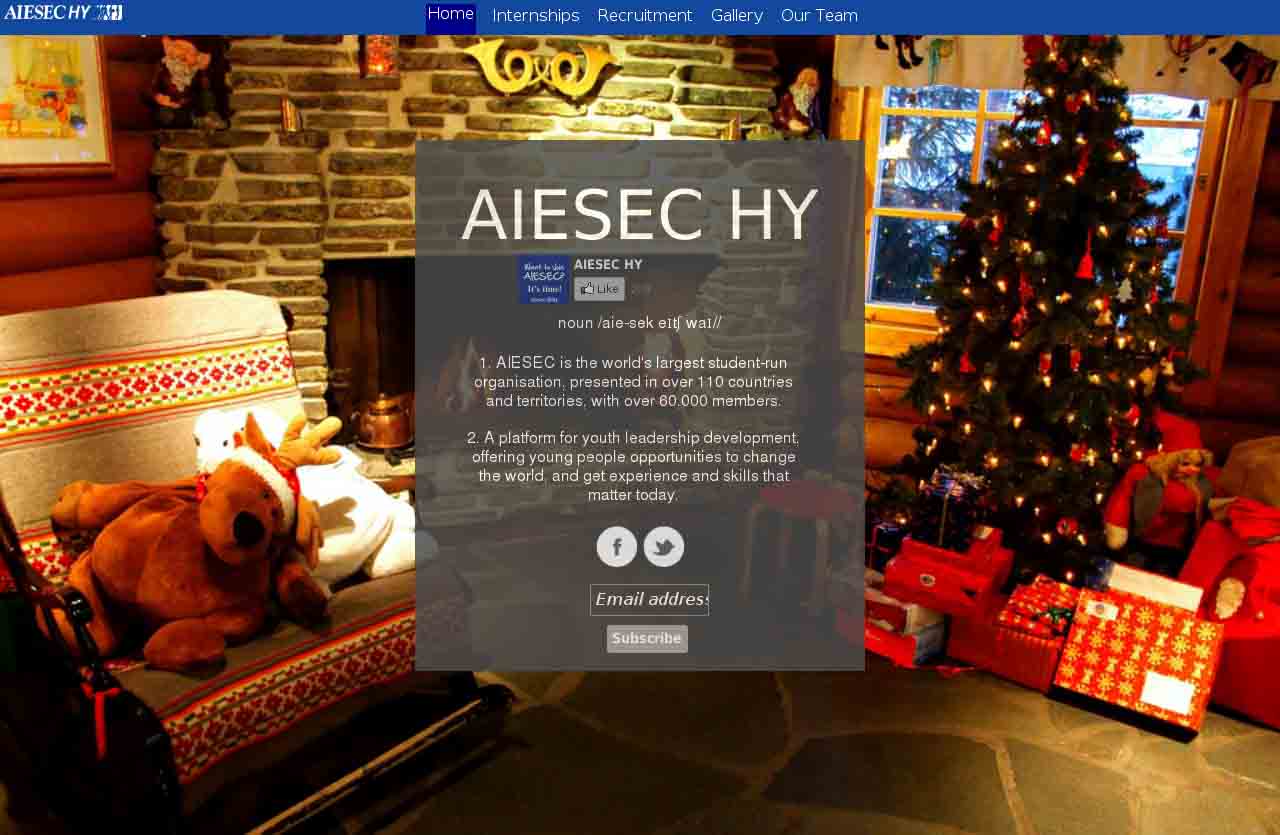 AIESEC HY
Home Internships Recruitment Gallery Our Team
AIESEC HY
AIESEC HY
AIESEC?
It's time!
Like
noun /aie-sek eɪtʃ waɪ//
1. AIESEC is the world's largest student-run
organisation, presented in over 110 countries
and territories, with over 60.000 members.
2. A platform for youth leadership development,
offering young people opportunities to change
the world, and get experience and skills that
matter today.
Email address
Subscribe